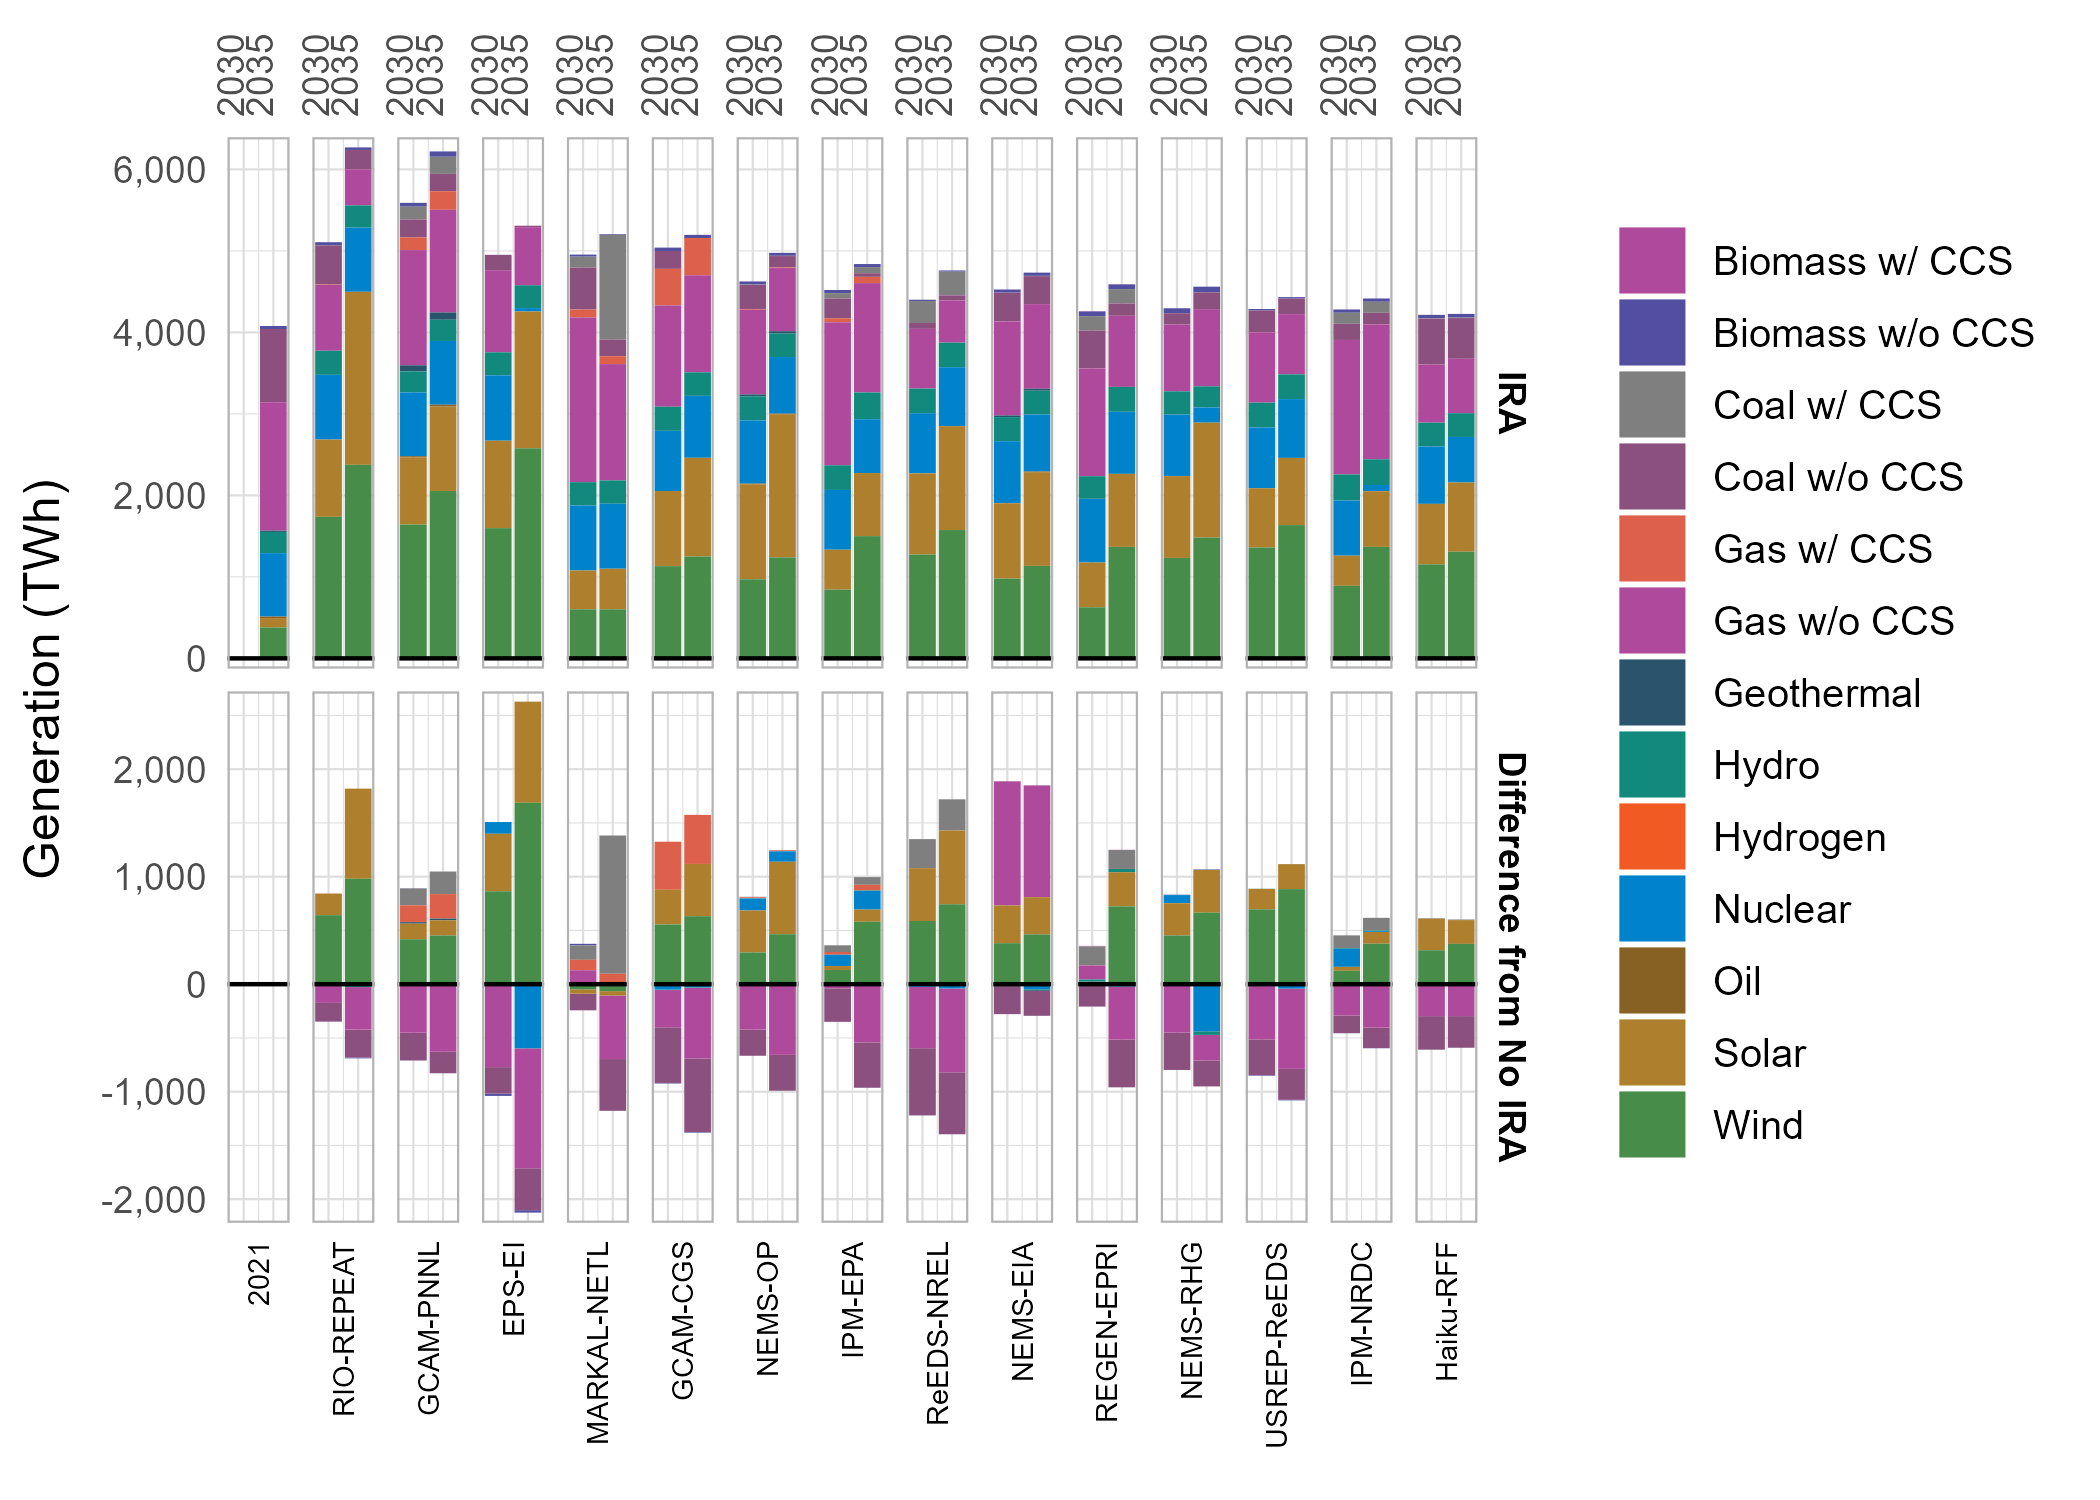 2030 2035 2030 2035 2030 2035 2030 2035 2030 2035 2030 2035 2030 2035 2030 2035 2030 2035 2030 2035 2030 2035 2030 2035 2030 2035 2030 2035 2030 2035
Generation (TWh)
6,000
4,000
2,000
0
IRA
2,000
1,000
0
-1,000
-2,000
Difference from No IRA
2021
RIO-REPEAT
GCAM-PNNL
EPS-EI
MARKAL-NETL
GCAM-CGS
NEMS-OP
IPM-EPA
ReEDS-NREL
NEMS-EIA
REGEN-EPRI
NEMS-RHG
USREP-ReEDS
IPM-NRDC
Haiku-RFF
Biomass w/ CCS
Biomass w/o CCS
Coal w/ CCS
Coal w/o CCS
Gas w/ CCS
Gas w/o CCS
Geothermal
Hydro
Hydrogen
Nuclear
Oil
Solar
Wind